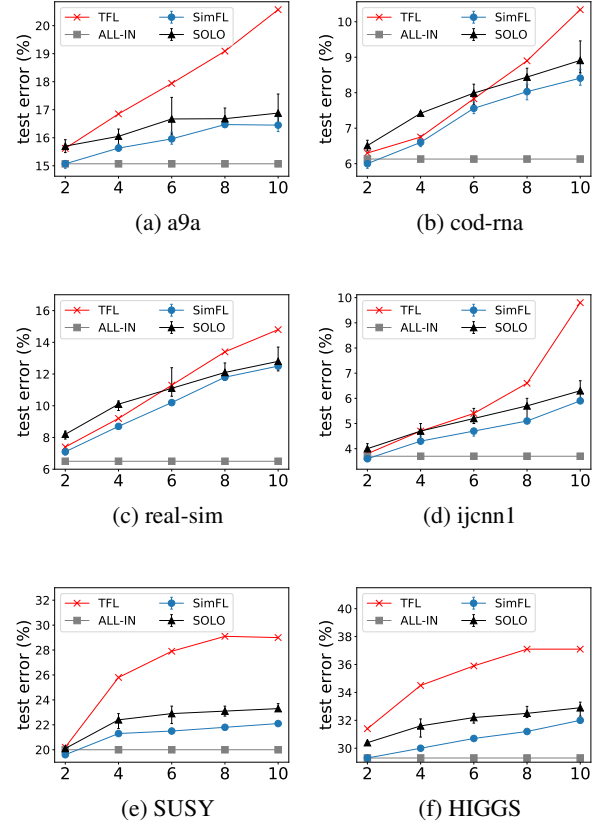 TFL SimFL
ALL-IN SOLO
test error (%)
20
19
18
17
16
15
2 4 6 8 10
(a) a9a
TFL SimFL
ALL-IN SOLO
test error (%)
10
9
8
7
6
2 4 6 8 10
(b) cod-rna
TFL SimFL
ALL-IN SOLO
test error (%)
16
14
12
10
8
6
2 4 6 8 10
(c) real-sim
TFL SimFL
ALL-IN SOLO
test error (%)
10
9
8
7
6
5
4
2 4 6 8 10
(d) ijcnn1
TFL SimFL
ALL-IN SOLO
test error (%)
32
30
28
26
24
22
20
2 4 6 8 10
(e) SUSY
TFL SimFL
ALL-IN SOLO
test error (%)
40
38
36
34
32
30
2 4 6 8 10
(f) HIGGS